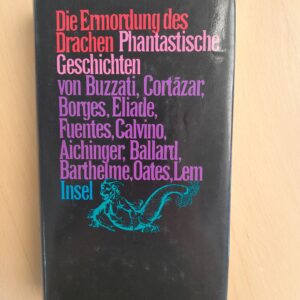 Die Ermordung des
Drachen Phantastische
Geschichten
von Buzzati, Cortázar,
Borges, Eliade,
Fuentes, Calvino,
Aichinger, Ballard,
Barthelme, Oates, Lem
Insel